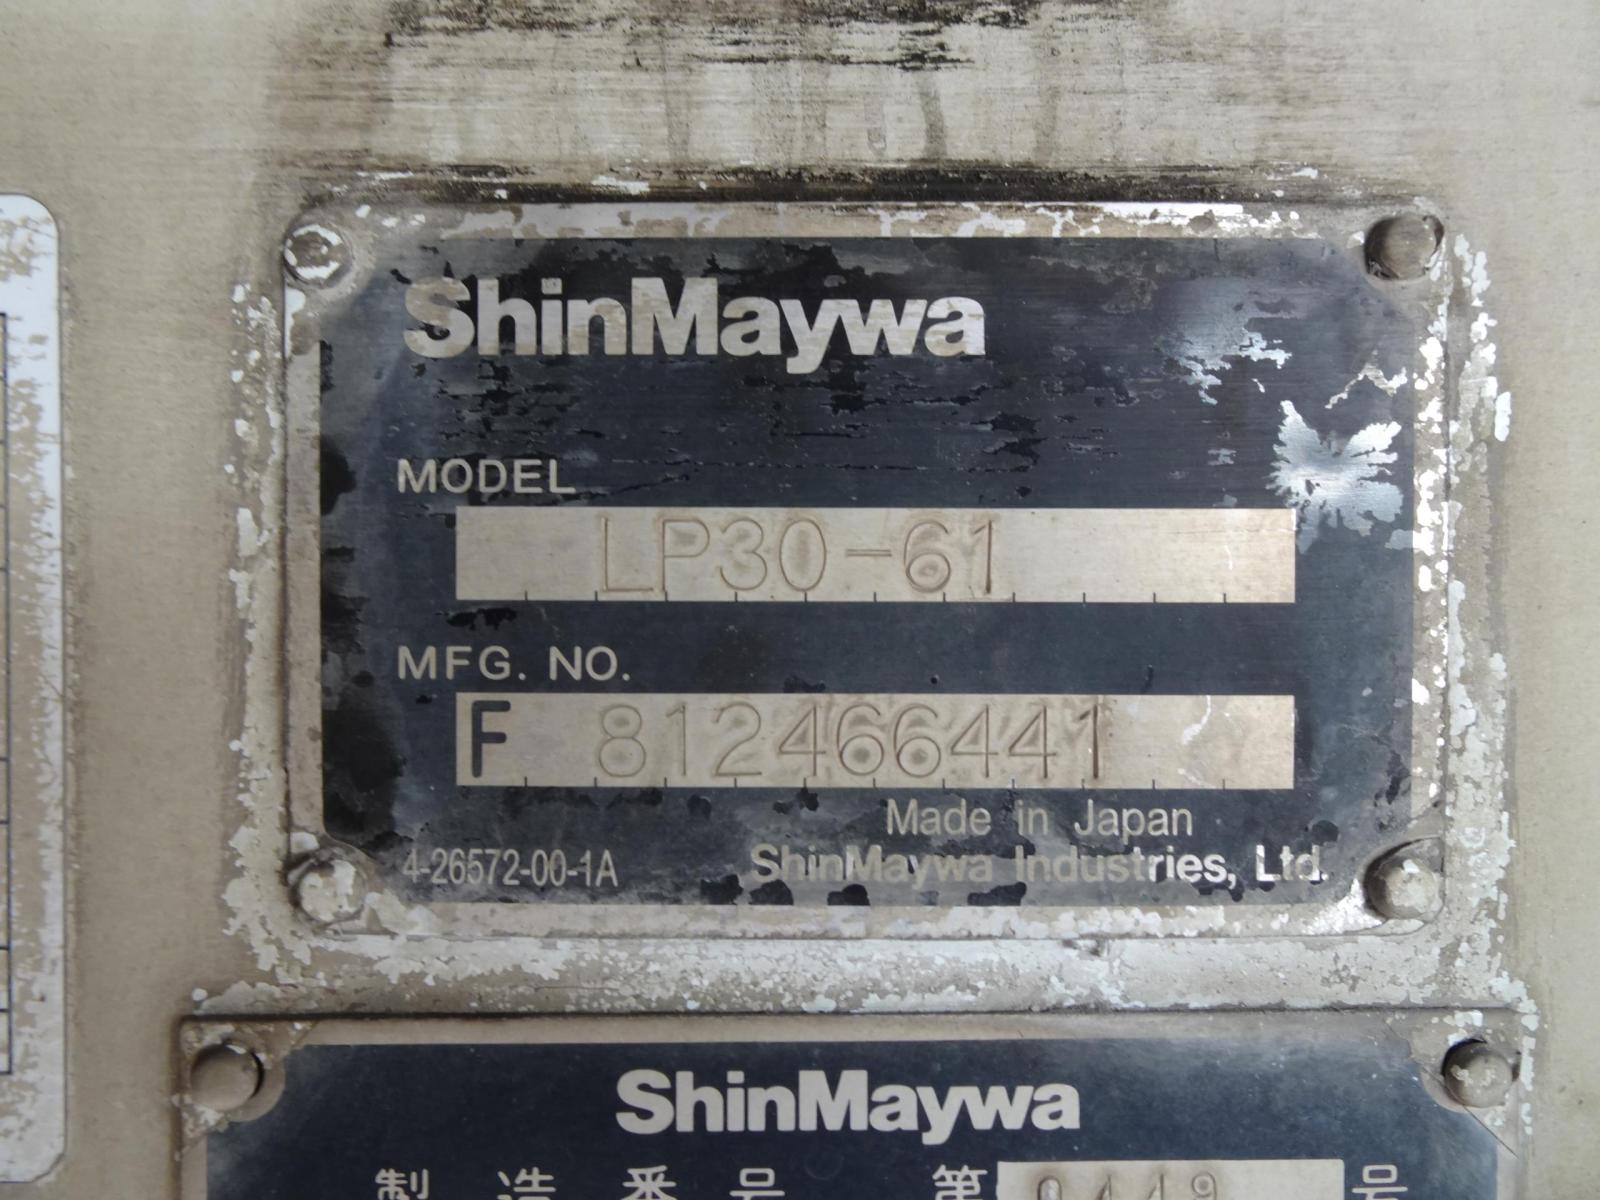 ShinMaywa
MODEL
LP30-61
MFG. NO.
F 812466441
Made in Japan
4-26572-00-1A ShinMaywa Industries, Ltd.
ShinMaywa
製造番号 第 号